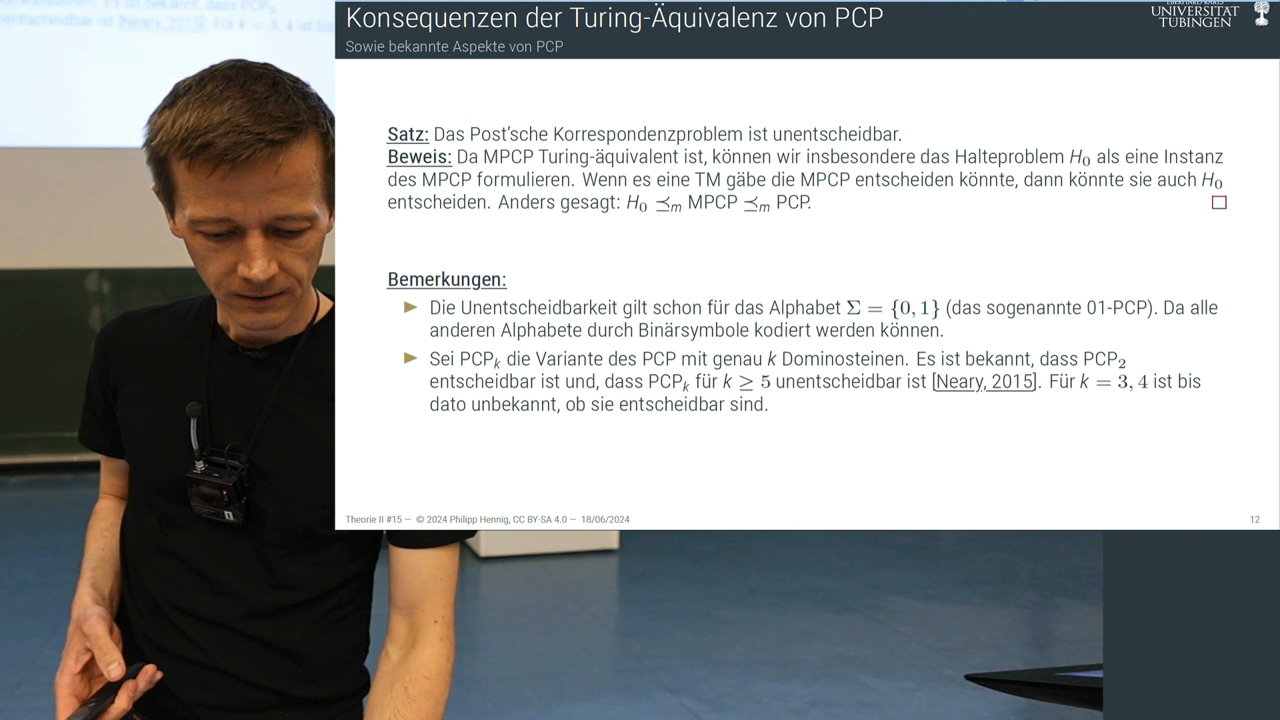 Konsequenzen der Turing-Äquivalenz von PCP
Sowie bekannte Aspekte von PCP
EBERHARD KARLS
UNIVERSITÄT
TÜBINGEN
Satz: Das Post'sche Korrespondenzproblem ist unentscheidbar.
Beweis: Da MPCP Turing-äquivalent ist, können wir insbesondere das Halteproblem H₀ als eine Instanz
des MPCP formulieren. Wenn es eine TM gäbe die MPCP entscheiden könnte, dann könnte sie auch H₀
entscheiden. Anders gesagt: H₀ ⪯ₘ MPCP ⪯ₘ PCP. □
Bemerkungen:
Die Unentscheidbarkeit gilt schon für das Alphabet Σ = {0, 1} (das sogenannte 01-PCP). Da alle
anderen Alphabete durch Binärsymbole kodiert werden können.
Sei PCPₖ die Variante des PCP mit genau k Dominosteinen. Es ist bekannt, dass PCP₂
entscheidbar ist und, dass PCPₖ für k ≥ 5 unentscheidbar ist [Neary, 2015]. Für k = 3, 4 ist bis
dato unbekannt, ob sie entscheidbar sind.
Theorie II #15 — © 2024 Philipp Hennig, CC BY-SA 4.0 — 18/06/2024
12